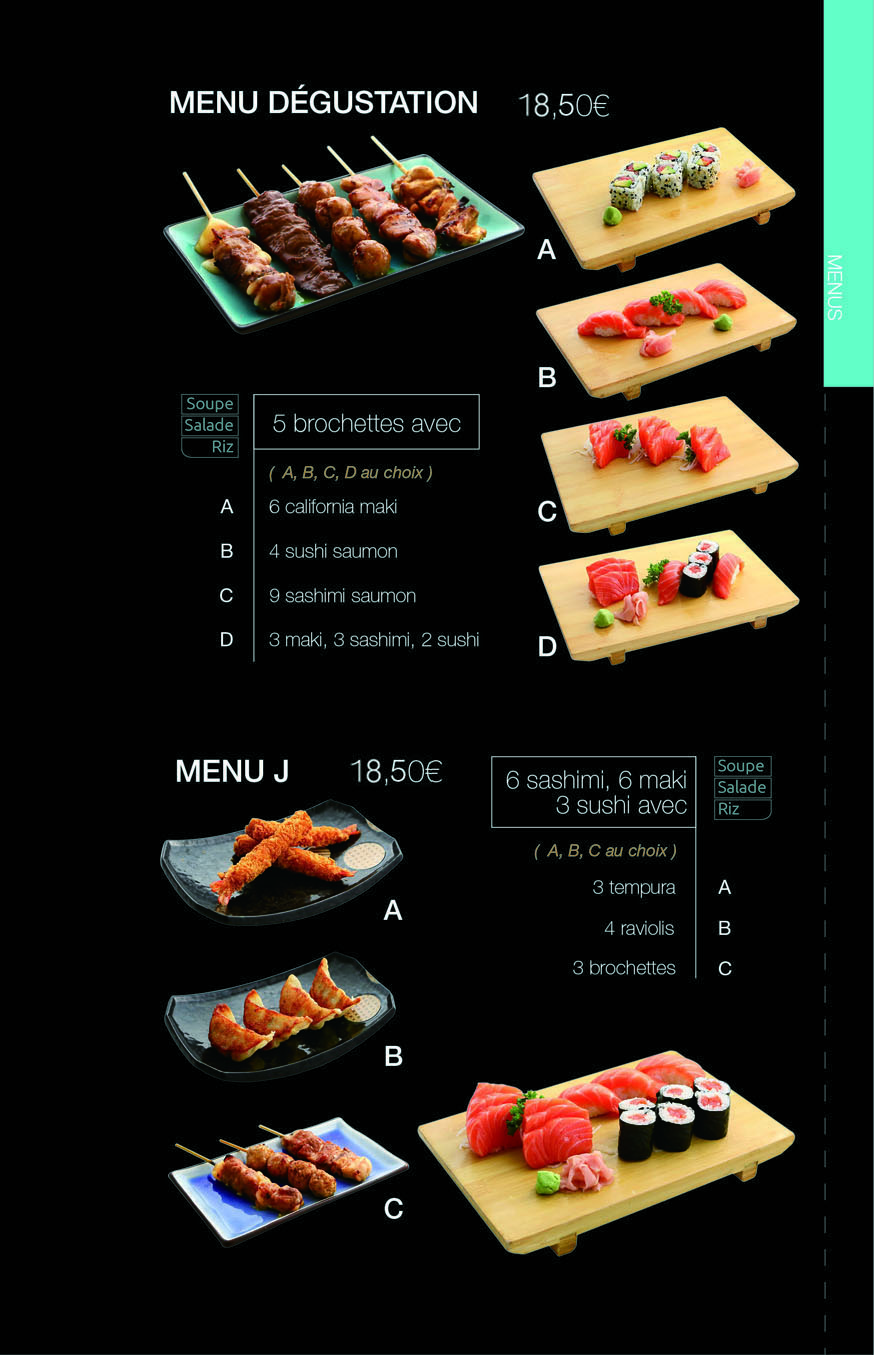 MENU DÉGUSTATION 18,50€
A
B
C
D
MENUS
Soupe
Salade
Riz
5 brochettes avec
( A, B, C, D au choix )
A 6 california maki
B 4 sushi saumon
C 9 sashimi saumon
D 3 maki, 3 sashimi, 2 sushi
MENU J 18,50€
6 sashimi, 6 maki
3 sushi avec
Soupe
Salade
Riz
( A, B, C au choix )
3 tempura A
4 raviolis B
3 brochettes C
A
B
C